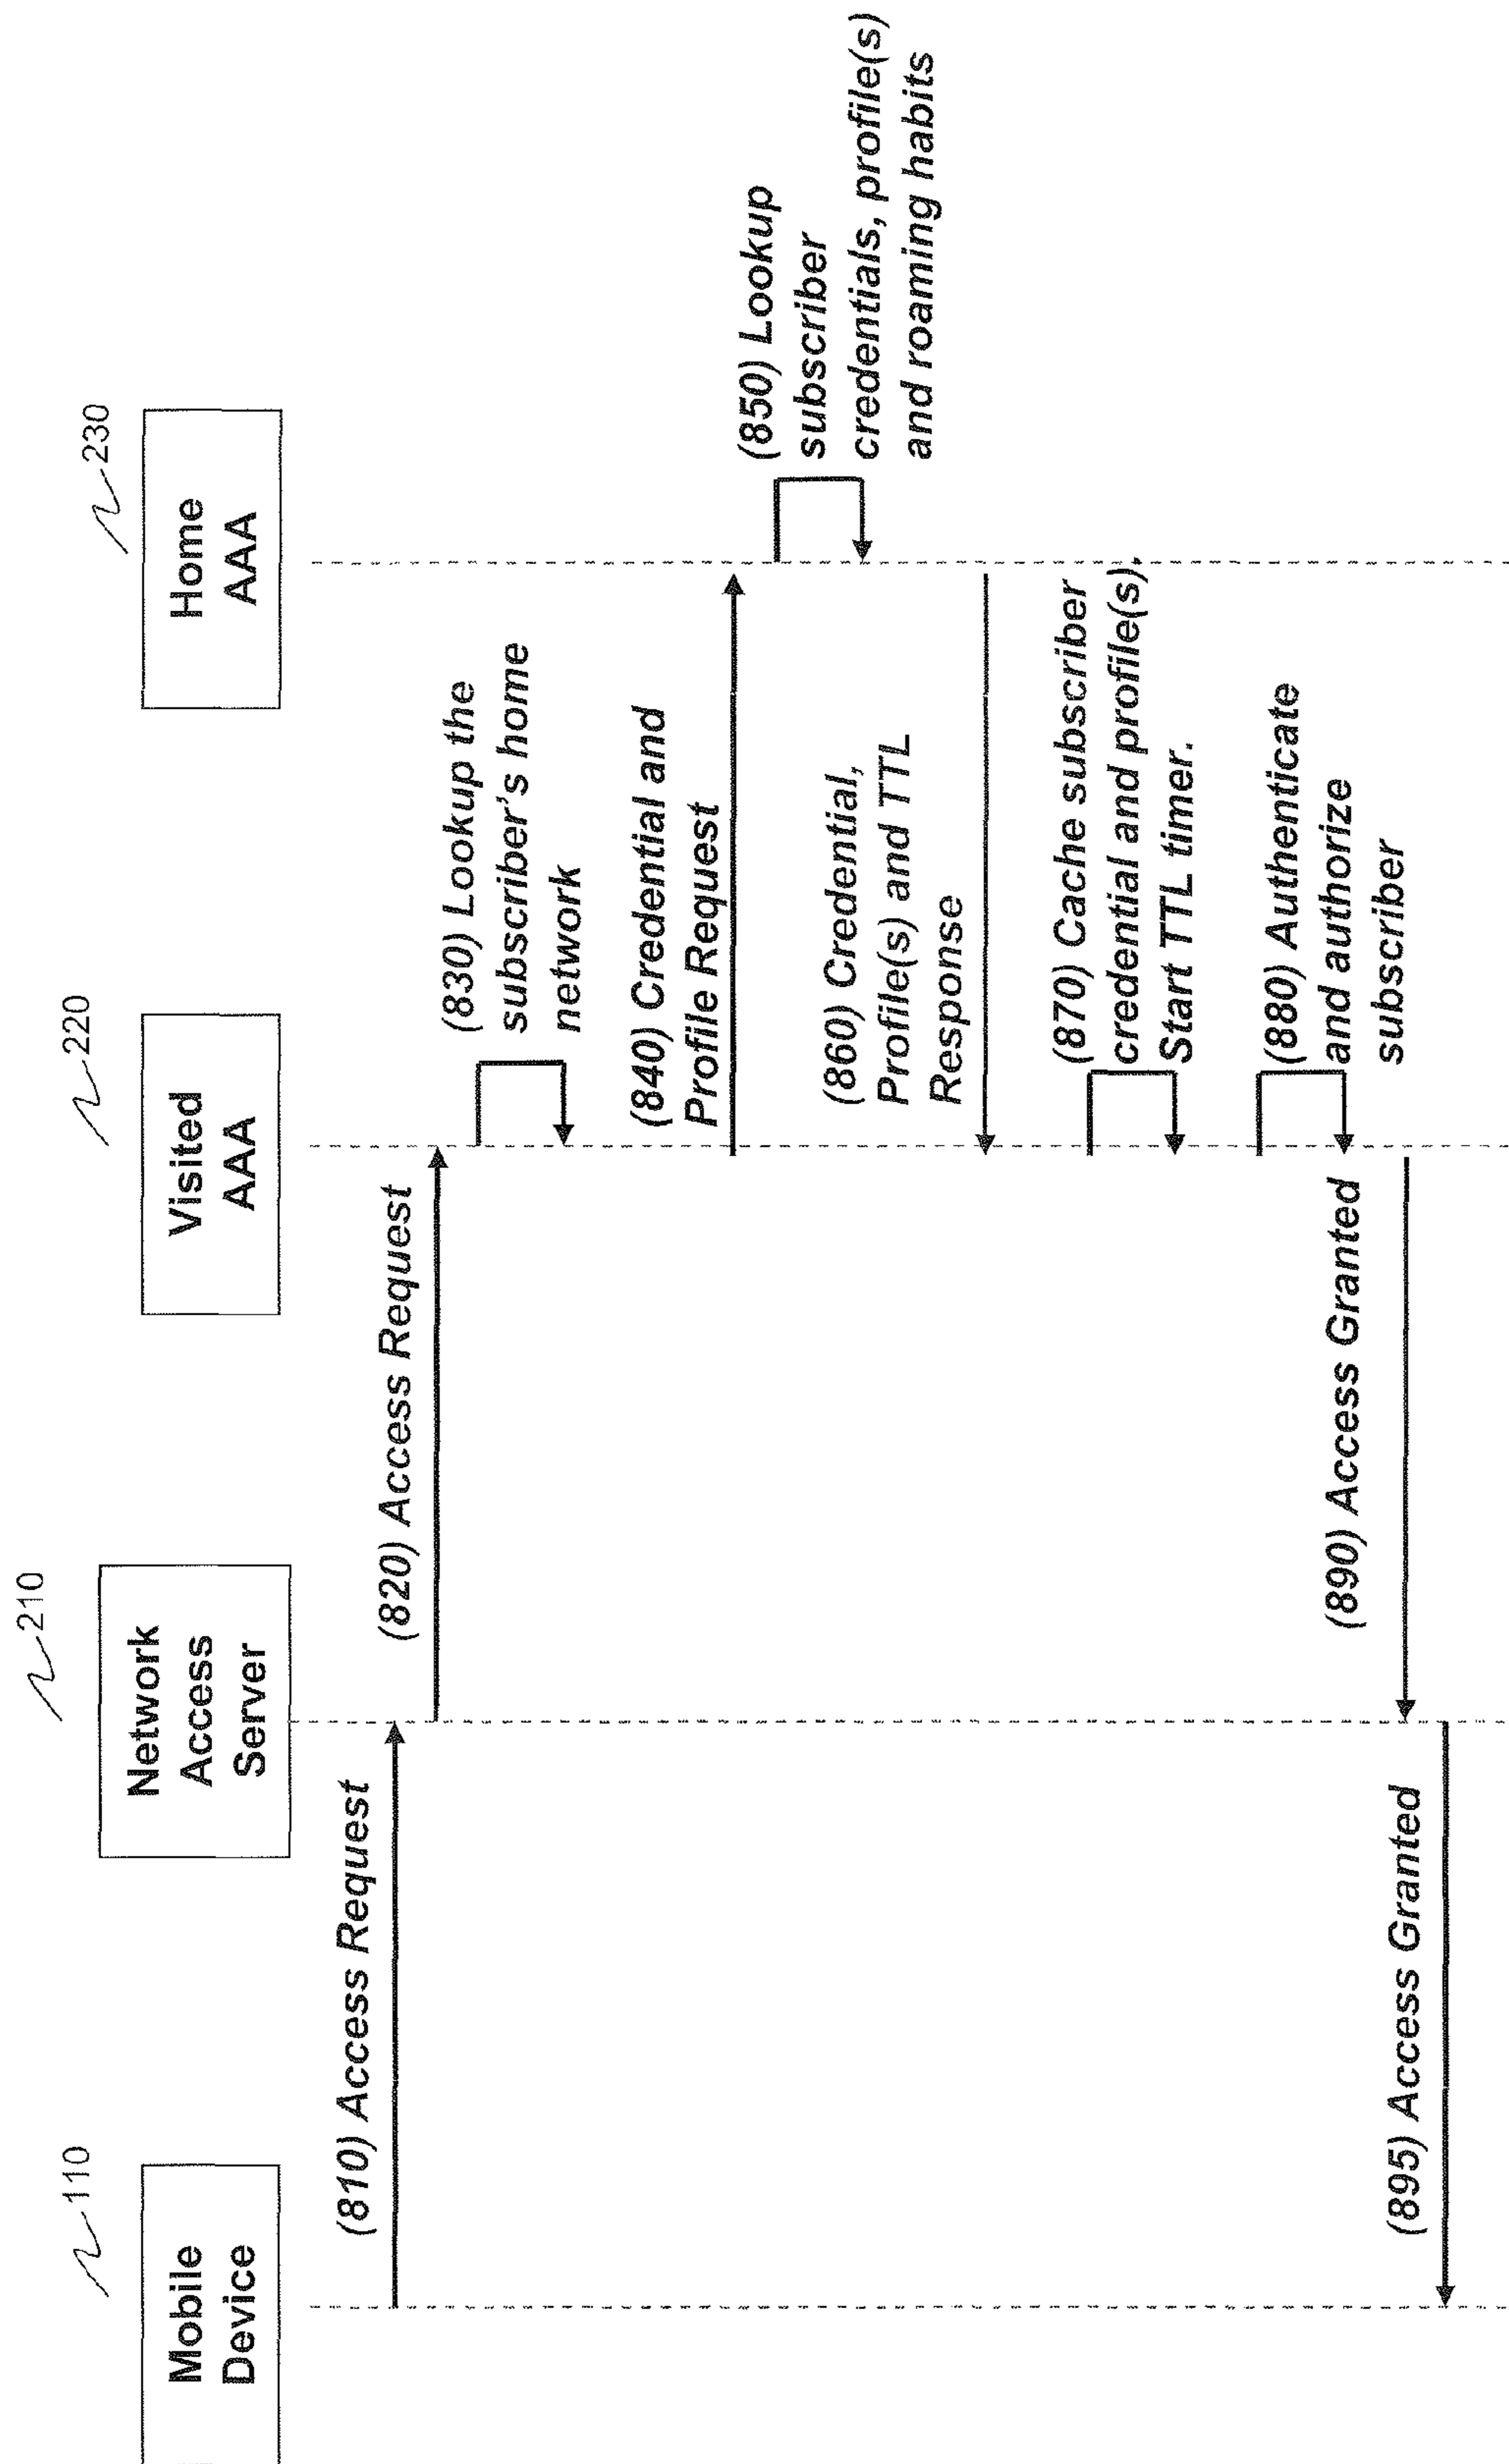 110
Mobile
Device
210
Network
Access
Server
220
Visited
AAA
230
Home
AAA
(810) Access Request
(820) Access Request
(830) Lookup the
subscriber's home
network
(840) Credential and
Profile Request
(850) Lookup
subscriber
credentials, profile(s)
and roaming habits
(860) Credential,
Profile(s) and TTL
Response
(870) Cache subscriber
credential and profile(s).
Start TTL timer.
(880) Authenticate
and authorize
subscriber
(890) Access Granted
(895) Access Granted